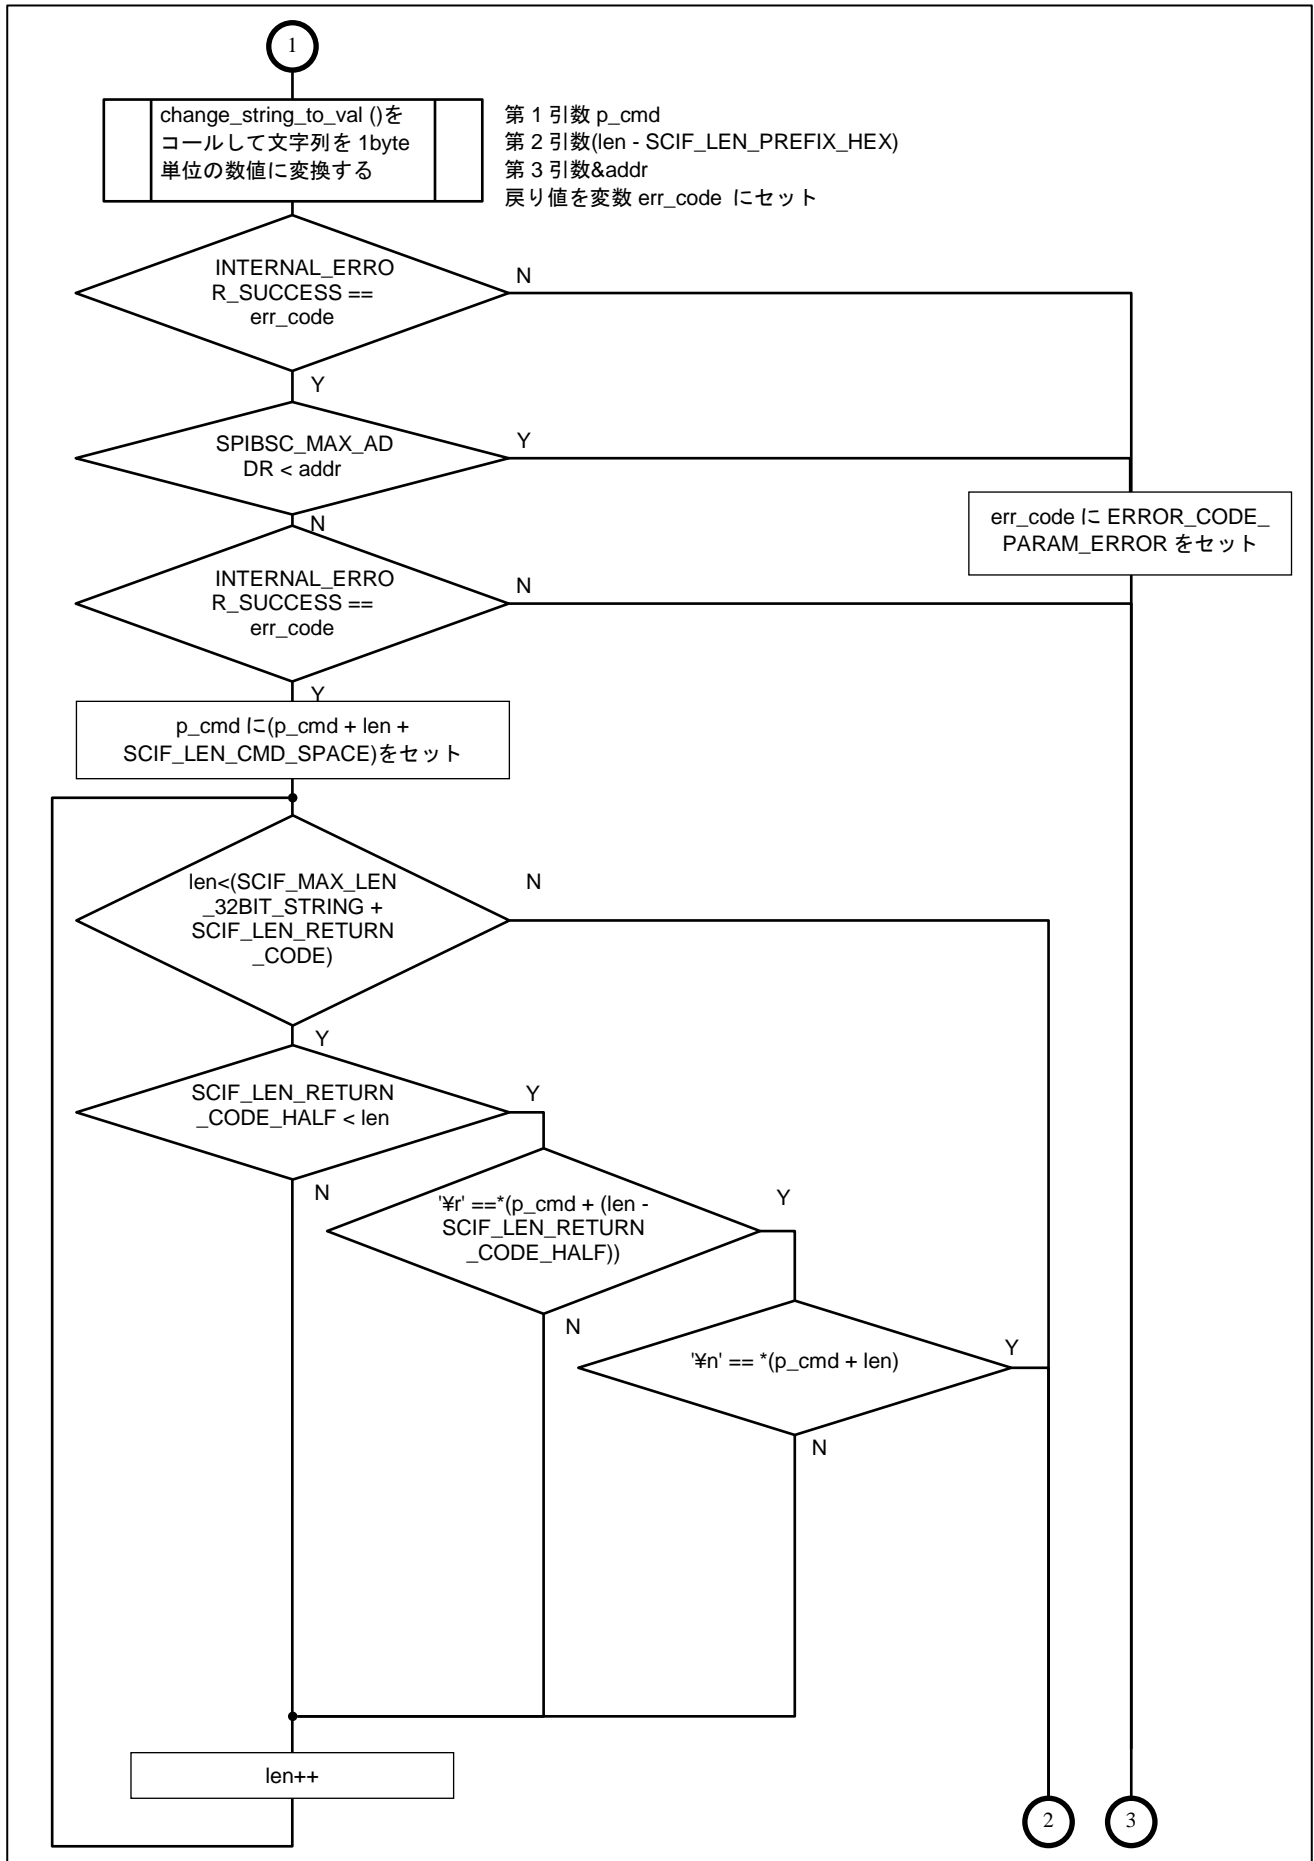 1
change_string_to_val ()を
コールして文字列を 1byte
単位の数値に変換する
第 1 引数 p_cmd
第 2 引数(len - SCIF_LEN_PREFIX_HEX)
第 3 引数&addr
戻り値を変数 err_code にセット
INTERNAL_ERRO
R_SUCCESS ==
err_code
N
Y
SPIBSC_MAX_AD
DR < addr
Y
N
err_code に ERROR_CODE_
PARAM_ERROR をセット
INTERNAL_ERRO
R_SUCCESS ==
err_code
N
Y
p_cmd に(p_cmd + len +
SCIF_LEN_CMD_SPACE)をセット
len<(SCIF_MAX_LEN
_32BIT_STRING +
SCIF_LEN_RETURN
_CODE)
N
Y
SCIF_LEN_RETURN
_CODE_HALF < len
Y
N
'¥r' ==*(p_cmd + (len -
SCIF_LEN_RETURN
_CODE_HALF))
Y
N
'¥n' == *(p_cmd + len)
Y
N
len++
2
3